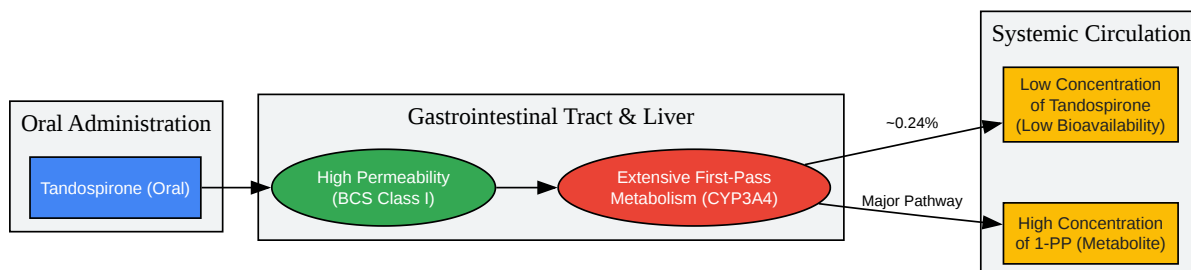 Oral Administration
Tandospirone (Oral)
Gastrointestinal Tract & Liver
High Permeability
(BCS Class I)
Extensive First-Pass
Metabolism (CYP3A4)
~0.24%
Major Pathway
Systemic Circulation
Low Concentration
of Tandospirone
(Low Bioavailability)
High Concentration
of 1-PP (Metabolite)